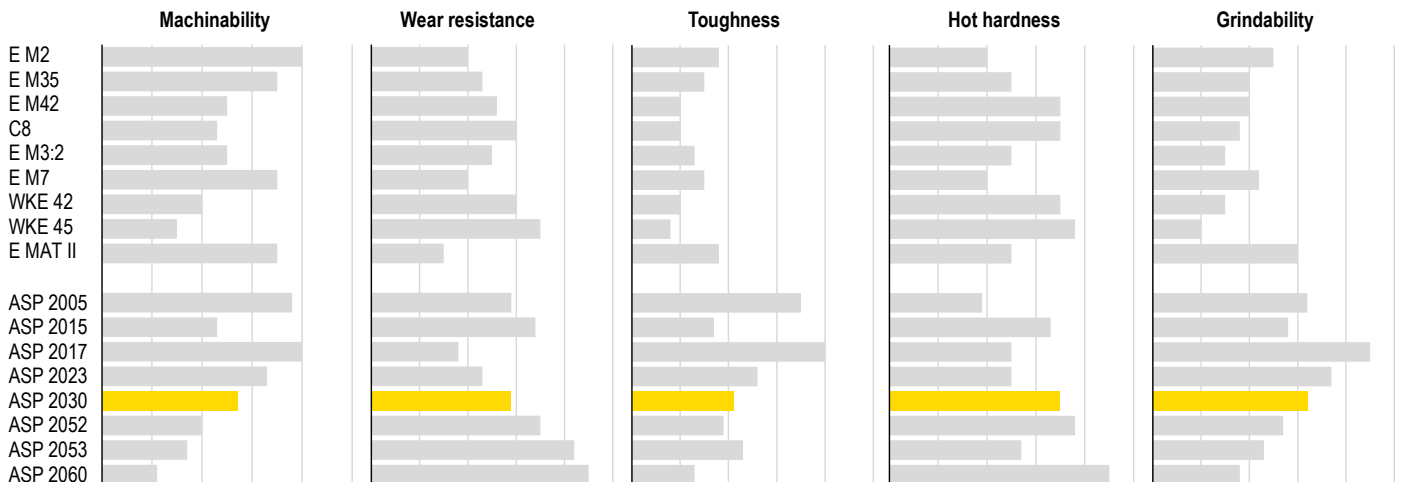 Machinability Wear resistance Toughness Hot hardness Grindability
E M2
E M35
E M42
C8
E M3:2
E M7
WKE 42
WKE 45
E MAT II
ASP 2005
ASP 2015
ASP 2017
ASP 2023
ASP 2030
ASP 2052
ASP 2053
ASP 2060